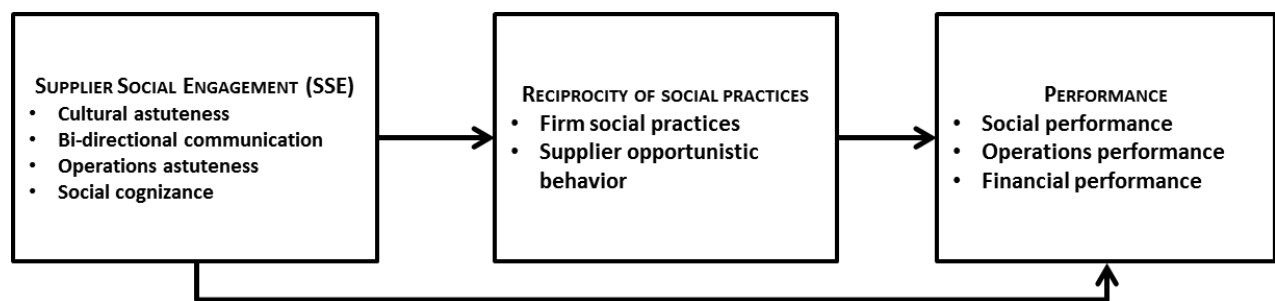 SUPPLIER SOCIAL ENGAGEMENT (SSE)
• Cultural astuteness
• Bi-directional communication
• Operations astuteness
• Social cognizance
RECIPROCITY OF SOCIAL PRACTICES
• Firm social practices
• Supplier opportunistic
behavior
PERFORMANCE
• Social performance
• Operations performance
• Financial performance